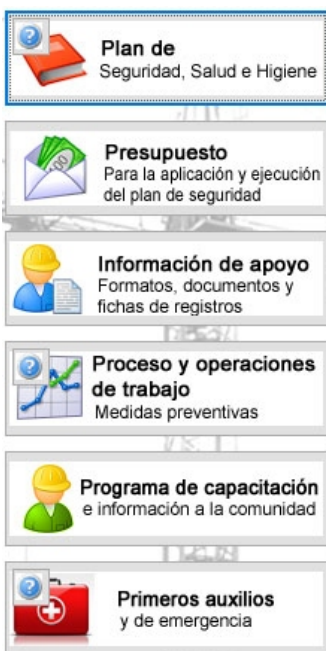 Plan de
Seguridad, Salud e Higiene
Presupuesto
Para la aplicación y ejecución
del plan de seguridad
100
Información de apoyo
Formatos, documentos y
fichas de registros
Proceso y operaciones
de trabajo
Medidas preventivas
Programa de capacitación
e información a la comunidad
Primeros auxilios
y de emergencia